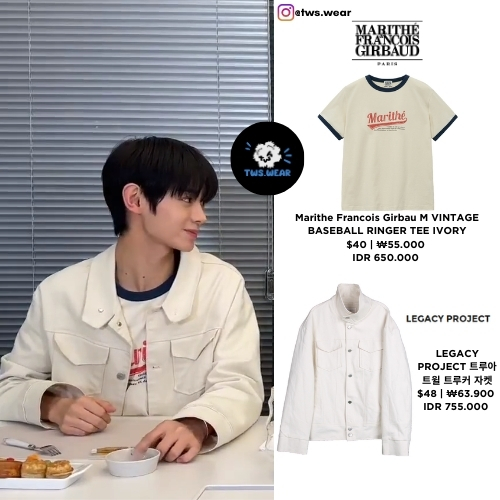 @tws.wear
MARITHÉ
FRANCOIS
GIRBAUD
PARIS
Marithé
TWS.WEAR
Marithe Francois Girbau M VINTAGE
BASEBALL RINGER TEE IVORY
$40 | ₩55.000
IDR 650.000
Mari
LEGACY PROJECT
LEGACY
PROJECT 트루아
트윌 트루커 자켓
$48 | ₩63.900
IDR 755.000